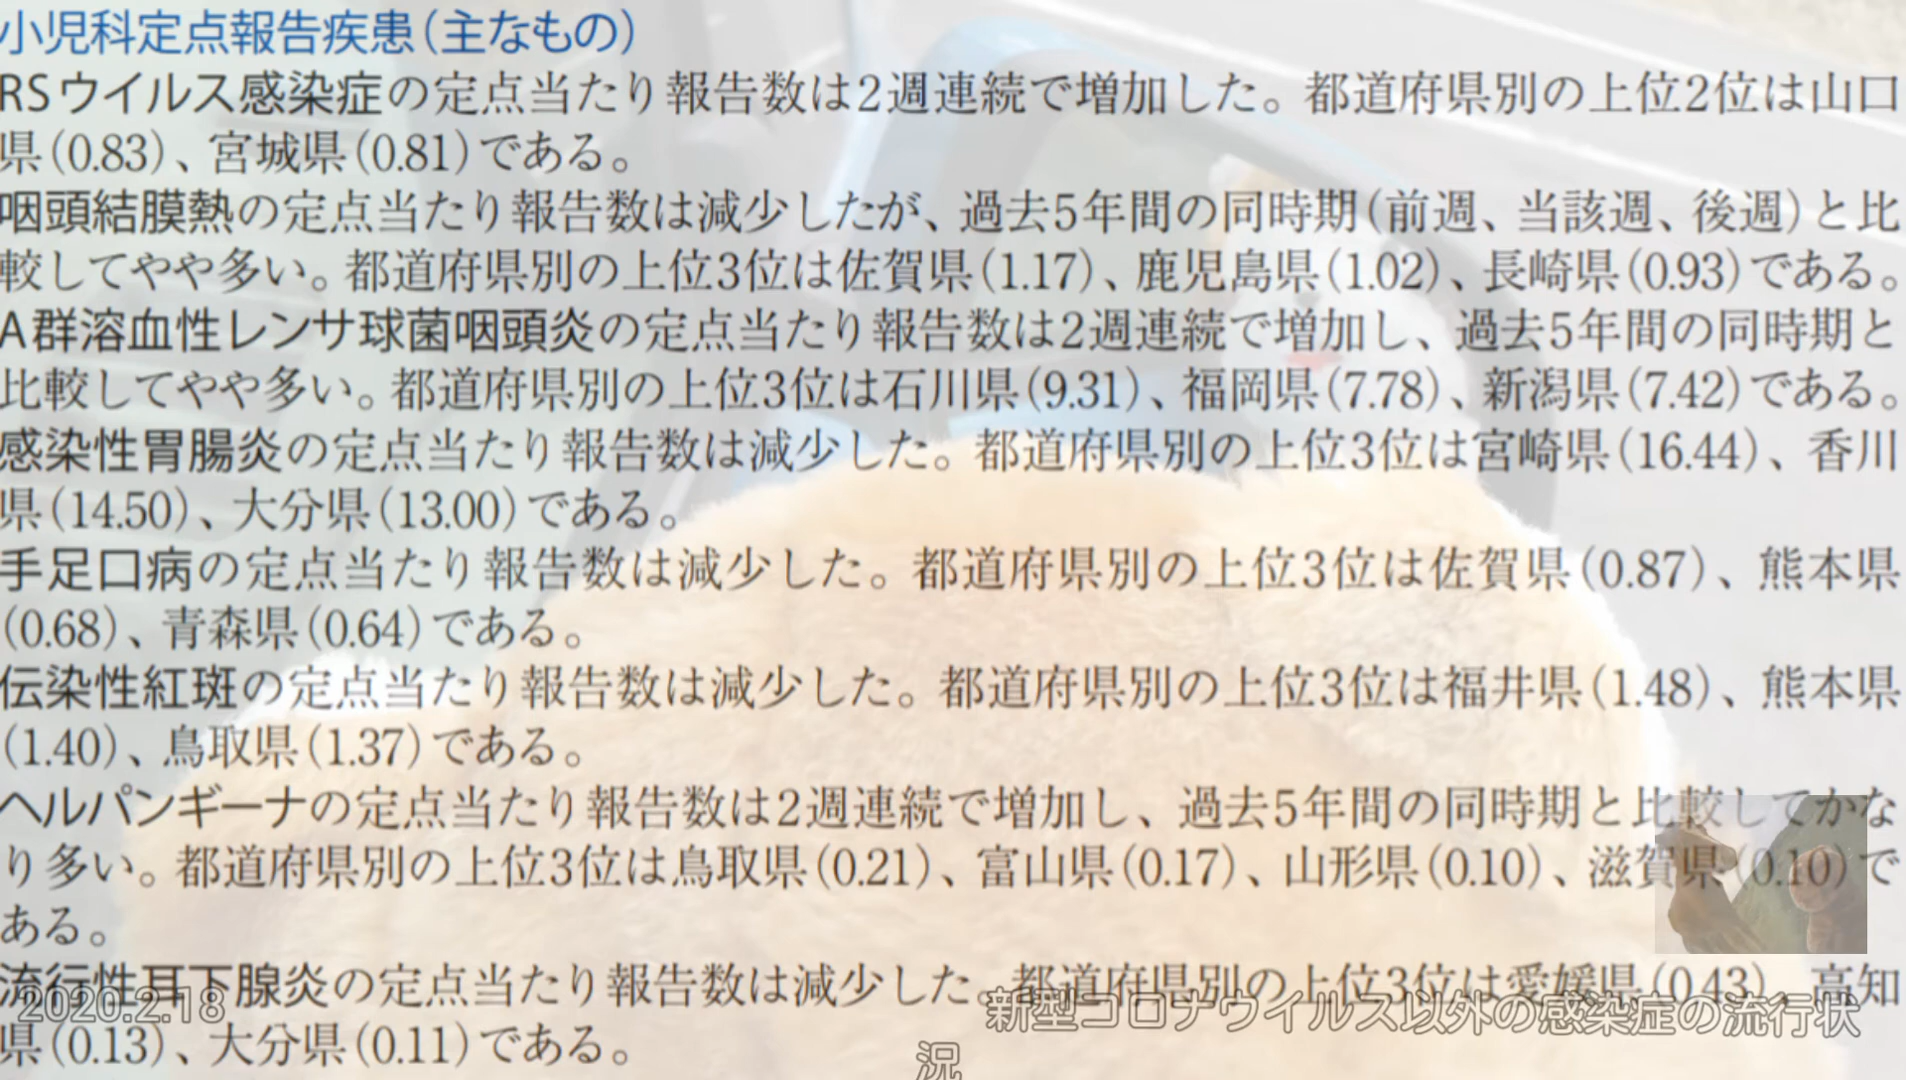 小児科定点報告疾患（主なもの）
RSウイルス感染症の定点当たり報告数は2週連続で増加した。都道府県別の上位2位は山口
県（0.83）、宮城県（0.81）である。
咽頭結膜熱の定点当たり報告数は減少したが、過去5年間の同時期（前週、当該週、後週）と比
較してやや多い。都道府県別の上位3位は佐賀県（1.17）、鹿児島県（1.02）、長崎県（0.93）である。
A群溶血性レンサ球菌咽頭炎の定点当たり報告数は2週連続で増加し、過去5年間の同時期と
比較してやや多い。都道府県別の上位3位は石川県（9.31）、福岡県（7.78）、新潟県（7.42）である。
感染性胃腸炎の定点当たり報告数は減少した。都道府県別の上位3位は宮崎県（16.44）、香川
県（14.50）、大分県（13.00）である。
手足口病の定点当たり報告数は減少した。都道府県別の上位3位は佐賀県（0.87）、熊本県
（0.68）、青森県（0.64）である。
伝染性紅斑の定点当たり報告数は減少した。都道府県別の上位3位は福井県（1.48）、熊本県
（1.40）、鳥取県（1.37）である。
ヘルパンギーナの定点当たり報告数は2週連続で増加し、過去5年間の同時期と比較してかな
り多い。都道府県別の上位3位は鳥取県（0.21）、富山県（0.17）、山形県（0.10）、滋賀県（0.10）で
ある。
流行性耳下腺炎の定点当たり報告数は減少した。都道府県別の上位3位は愛媛県（0.43）、高知
県（0.13）、大分県（0.11）である。
2020.2.18
新型コロナウイルス以外の感染症の流行状
況